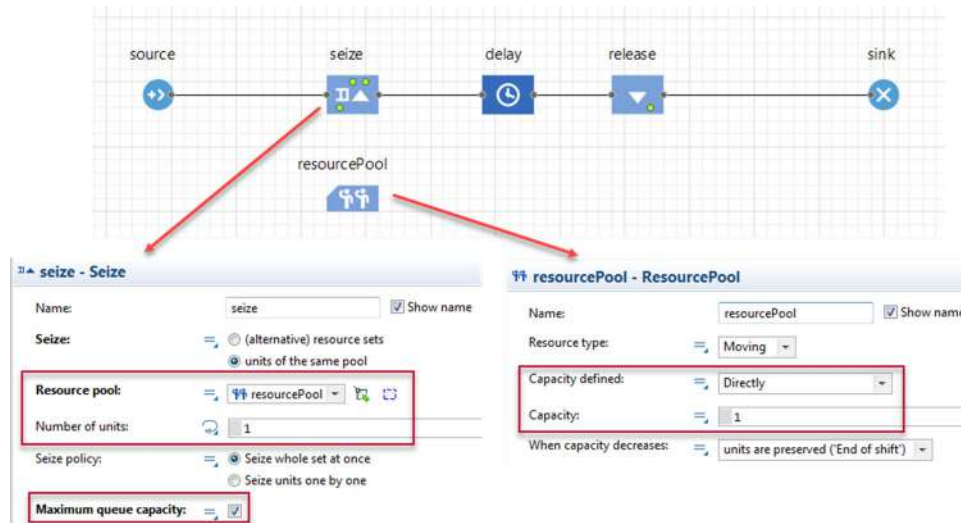 source
seize
delay
release
sink
resourcePool
seize - Seize
Name:
seize
Show name
Seize:
(alternative) resource sets
units of the same pool
Resource pool:
resourcePool
Number of units:
1
Seize policy:
Seize whole set at once
Seize units one by one
Maximum queue capacity:
resourcePool - ResourcePool
Name:
resourcePool
Show name
Resource type:
Moving
Capacity defined:
Directly
Capacity:
1
When capacity decreases:
units are preserved ('End of shift')